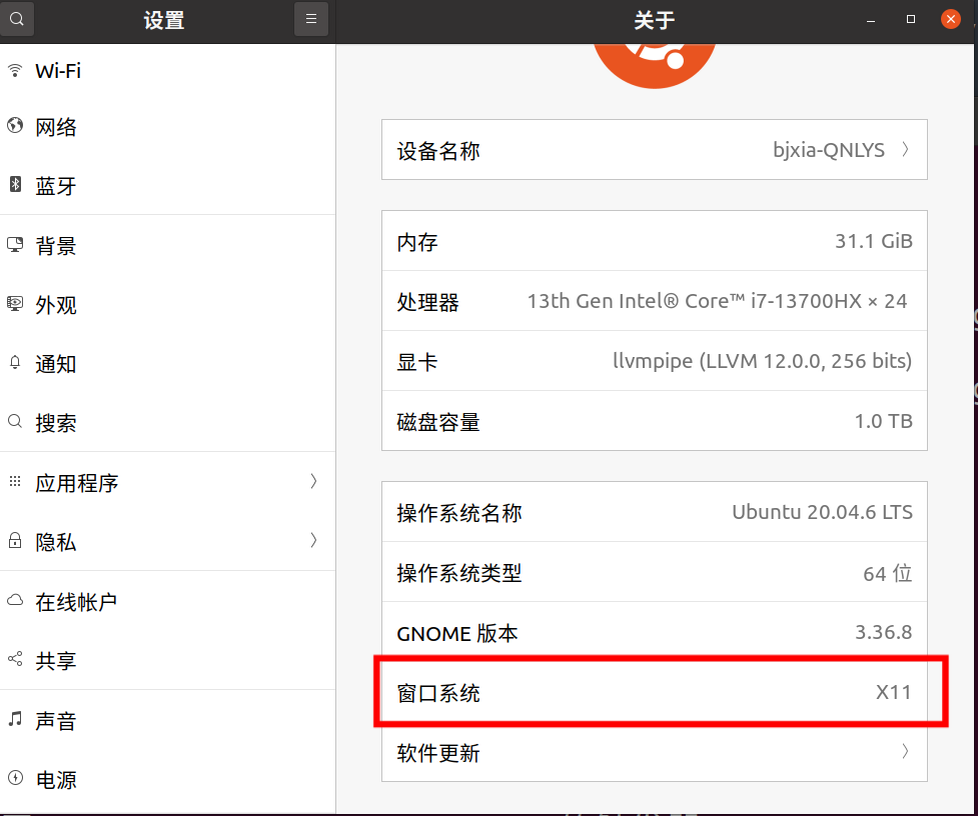 设置
关于
Wi-Fi
网络
蓝牙
背景
外观
通知
搜索
应用程序
隐私
在线帐户
共享
声音
电源
设备名称 bjxia-QNLYS
内存 31.1 GiB
处理器 13th Gen Intel® Core™ i7-13700HX × 24
显卡 llvmpipe (LLVM 12.0.0, 256 bits)
磁盘容量 1.0 TB
操作系统名称 Ubuntu 20.04.6 LTS
操作系统类型 64 位
GNOME 版本 3.36.8
窗口系统 X11
软件更新